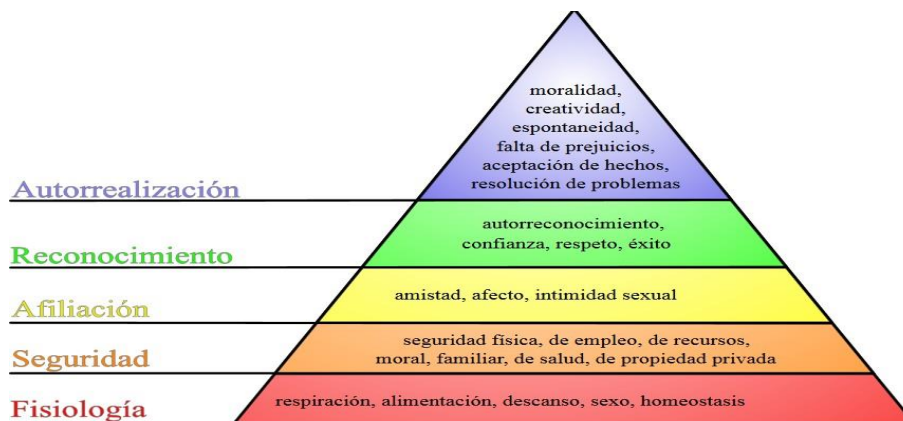 moralidad,
creatividad,
espontaneidad,
falta de prejuicios,
aceptación de hechos,
resolución de problemas
Autorrealización
autorreconocimiento,
confianza, respeto, éxito
Reconocimiento
amistad, afecto, intimidad sexual
Afiliación
seguridad física, de empleo, de recursos,
moral, familiar, de salud, de propiedad privada
Seguridad
respiración, alimentación, descanso, sexo, homeostasis
Fisiología